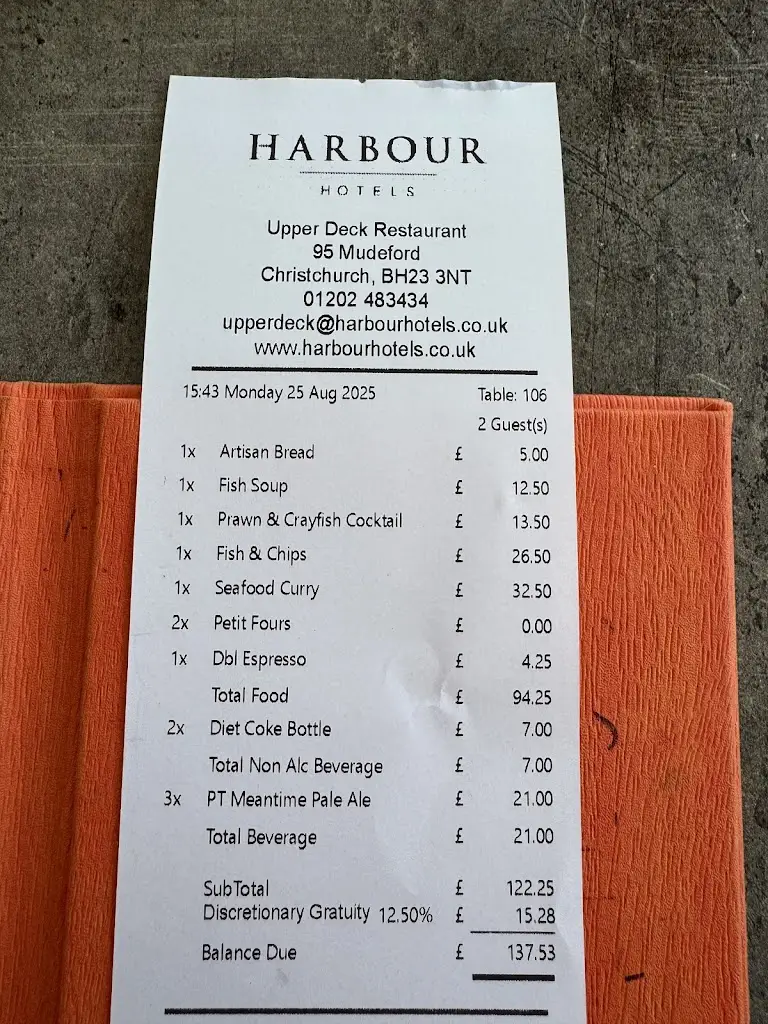 HARBOUR
HOTELS
Upper Deck Restaurant
95 Mudeford
Christchurch, BH23 3NT
01202 483434
upperdeck@harbourhotels.co.uk
www.harbourhotels.co.uk
15:43 Monday 25 Aug 2025 Table: 106
2 Guest(s)
1x Artisan Bread £ 5.00
1x Fish Soup £ 12.50
1x Prawn & Crayfish Cocktail £ 13.50
1x Fish & Chips £ 26.50
1x Seafood Curry £ 32.50
2x Petit Fours £ 0.00
1x Dbl Espresso £ 4.25
Total Food £ 94.25
2x Diet Coke Bottle £ 7.00
Total Non Alc Beverage £ 7.00
3x PT Meantime Pale Ale £ 21.00
Total Beverage £ 21.00
SubTotal £ 122.25
Discretionary Gratuity 12.50% £ 15.28
Balance Due £ 137.53